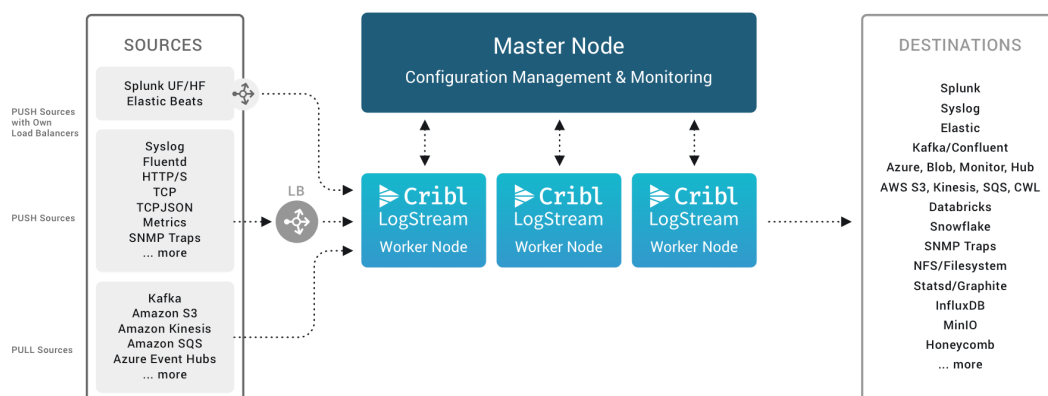 SOURCES
PUSH Sources
with Own
Load Balancers
Splunk UF/HF
Elastic Beats
PUSH Sources
Syslog
Fluentd
HTTP/S
TCP
TCPJSON
Metrics
SNMP Traps
... more
PULL Sources
Kafka
Amazon S3
Amazon Kinesis
Amazon SQS
Azure Event Hubs
... more
LB
Master Node
Configuration Management & Monitoring
Cribl
LogStream
Worker Node
Cribl
LogStream
Worker Node
Cribl
LogStream
Worker Node
DESTINATIONS
Splunk
Syslog
Elastic
Kafka/Confluent
Azure, Blob, Monitor, Hub
AWS S3, Kinesis, SQS, CWL
Databricks
Snowflake
SNMP Traps
NFS/Filesystem
Statsd/Graphite
InfluxDB
MinIO
Honeycomb
... more